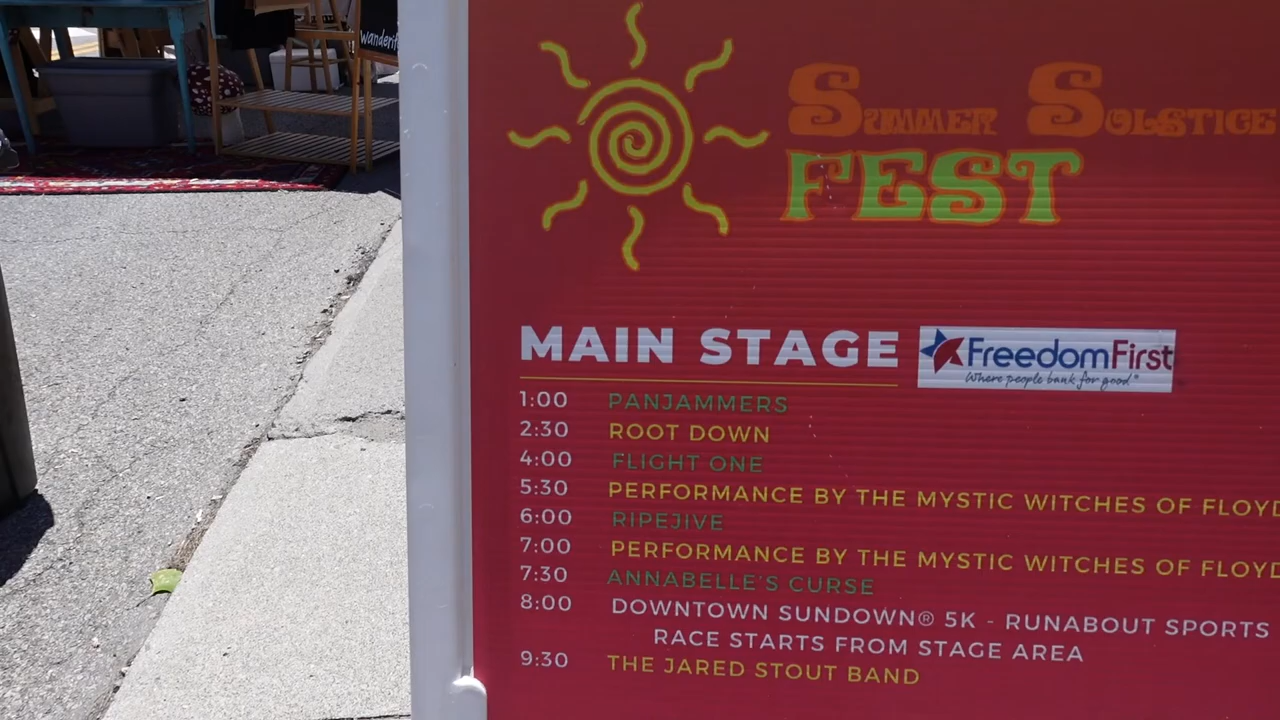 SUMMER SOLSTICE
FEST
MAIN STAGE
FreedomFirst
Where people bank for good®
1:00 PANJAMMERS
2:30 ROOT DOWN
4:00 FLIGHT ONE
5:30 PERFORMANCE BY THE MYSTIC WITCHES OF FLOYD
6:00 RIPEJIVE
7:00 PERFORMANCE BY THE MYSTIC WITCHES OF FLOYD
7:30 ANNABELLE'S CURSE
8:00 DOWNTOWN SUNDOWN® 5K - RUNABOUT SPORTS
RACE STARTS FROM STAGE AREA
9:30 THE JARED STOUT BAND